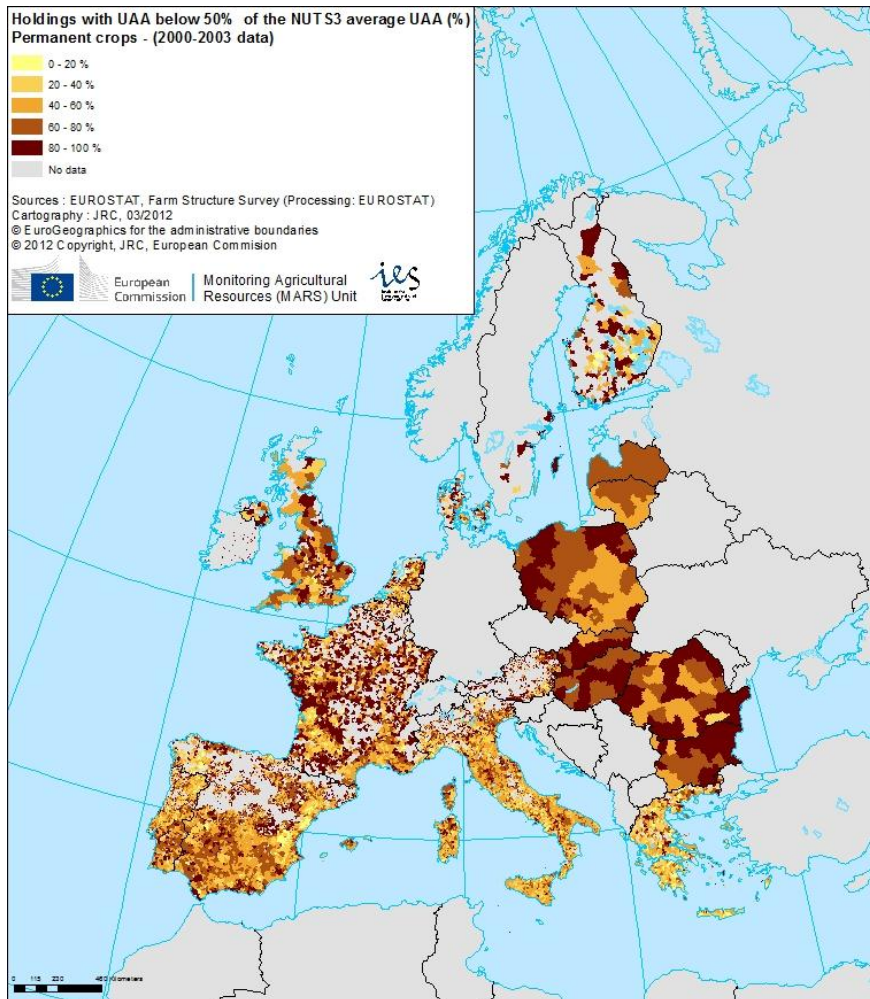 Holdings with UAA below 50% of the NUTS3 average UAA (%)
Permanent crops - (2000-2003 data)
0 - 20 %
20 - 40 %
40 - 60 %
60 - 80 %
80 - 100 %
No data
Sources : EUROSTAT, Farm Structure Survey (Processing: EUROSTAT)
Cartography : JRC, 03/2012
© EuroGeographics for the administrative boundaries
© 2012 Copyright, JRC, European Commision
European
Commission
Monitoring Agricultural
Resources (MARS) Unit
ies
0 115 230 460 Kilometers